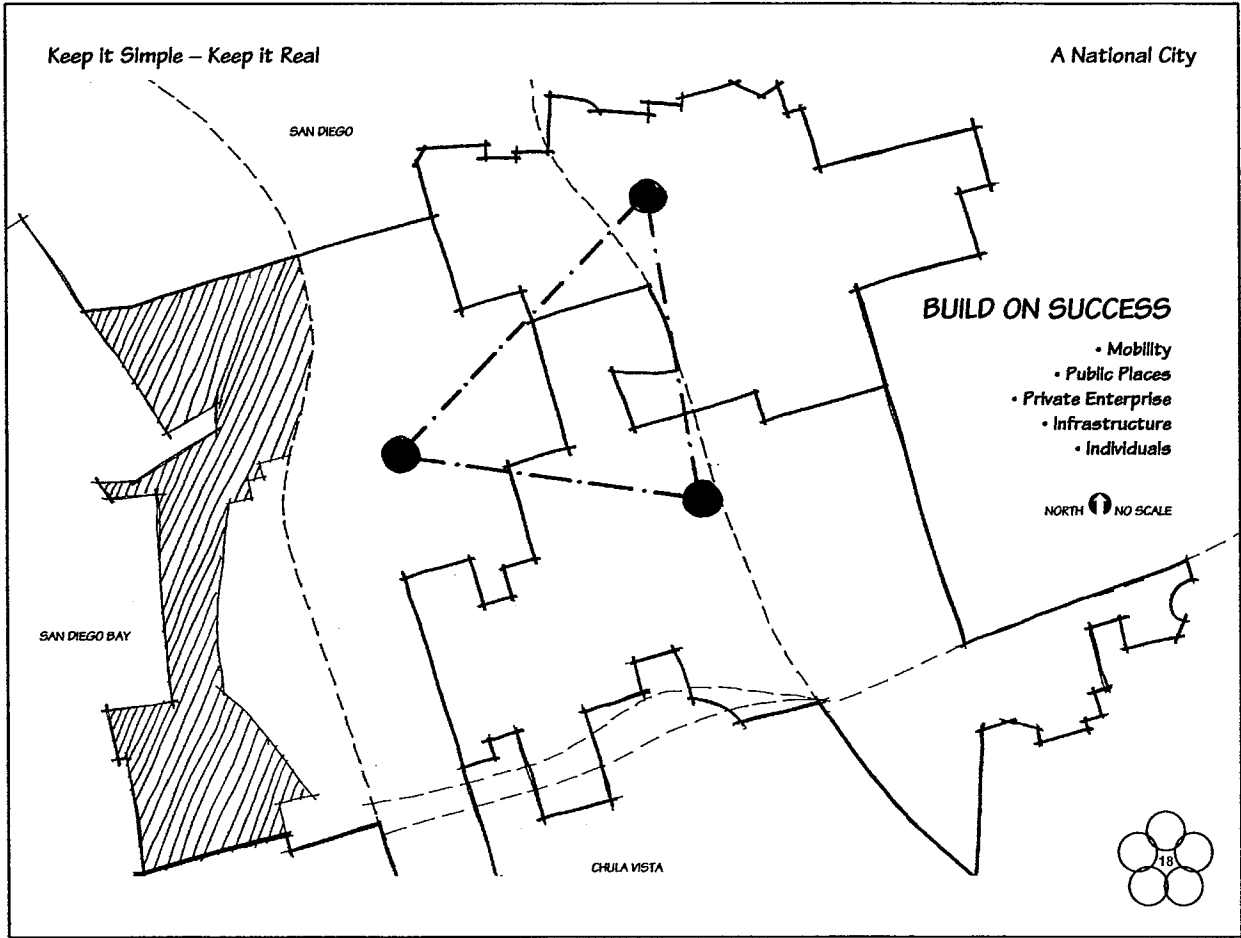 Keep it Simple – Keep it Real
A National City
SAN DIEGO
BUILD ON SUCCESS
• Mobility
• Public Places
• Private Enterprise
• Infrastructure
• Individuals
NORTH NO SCALE
SAN DIEGO BAY
CHULA VISTA
18